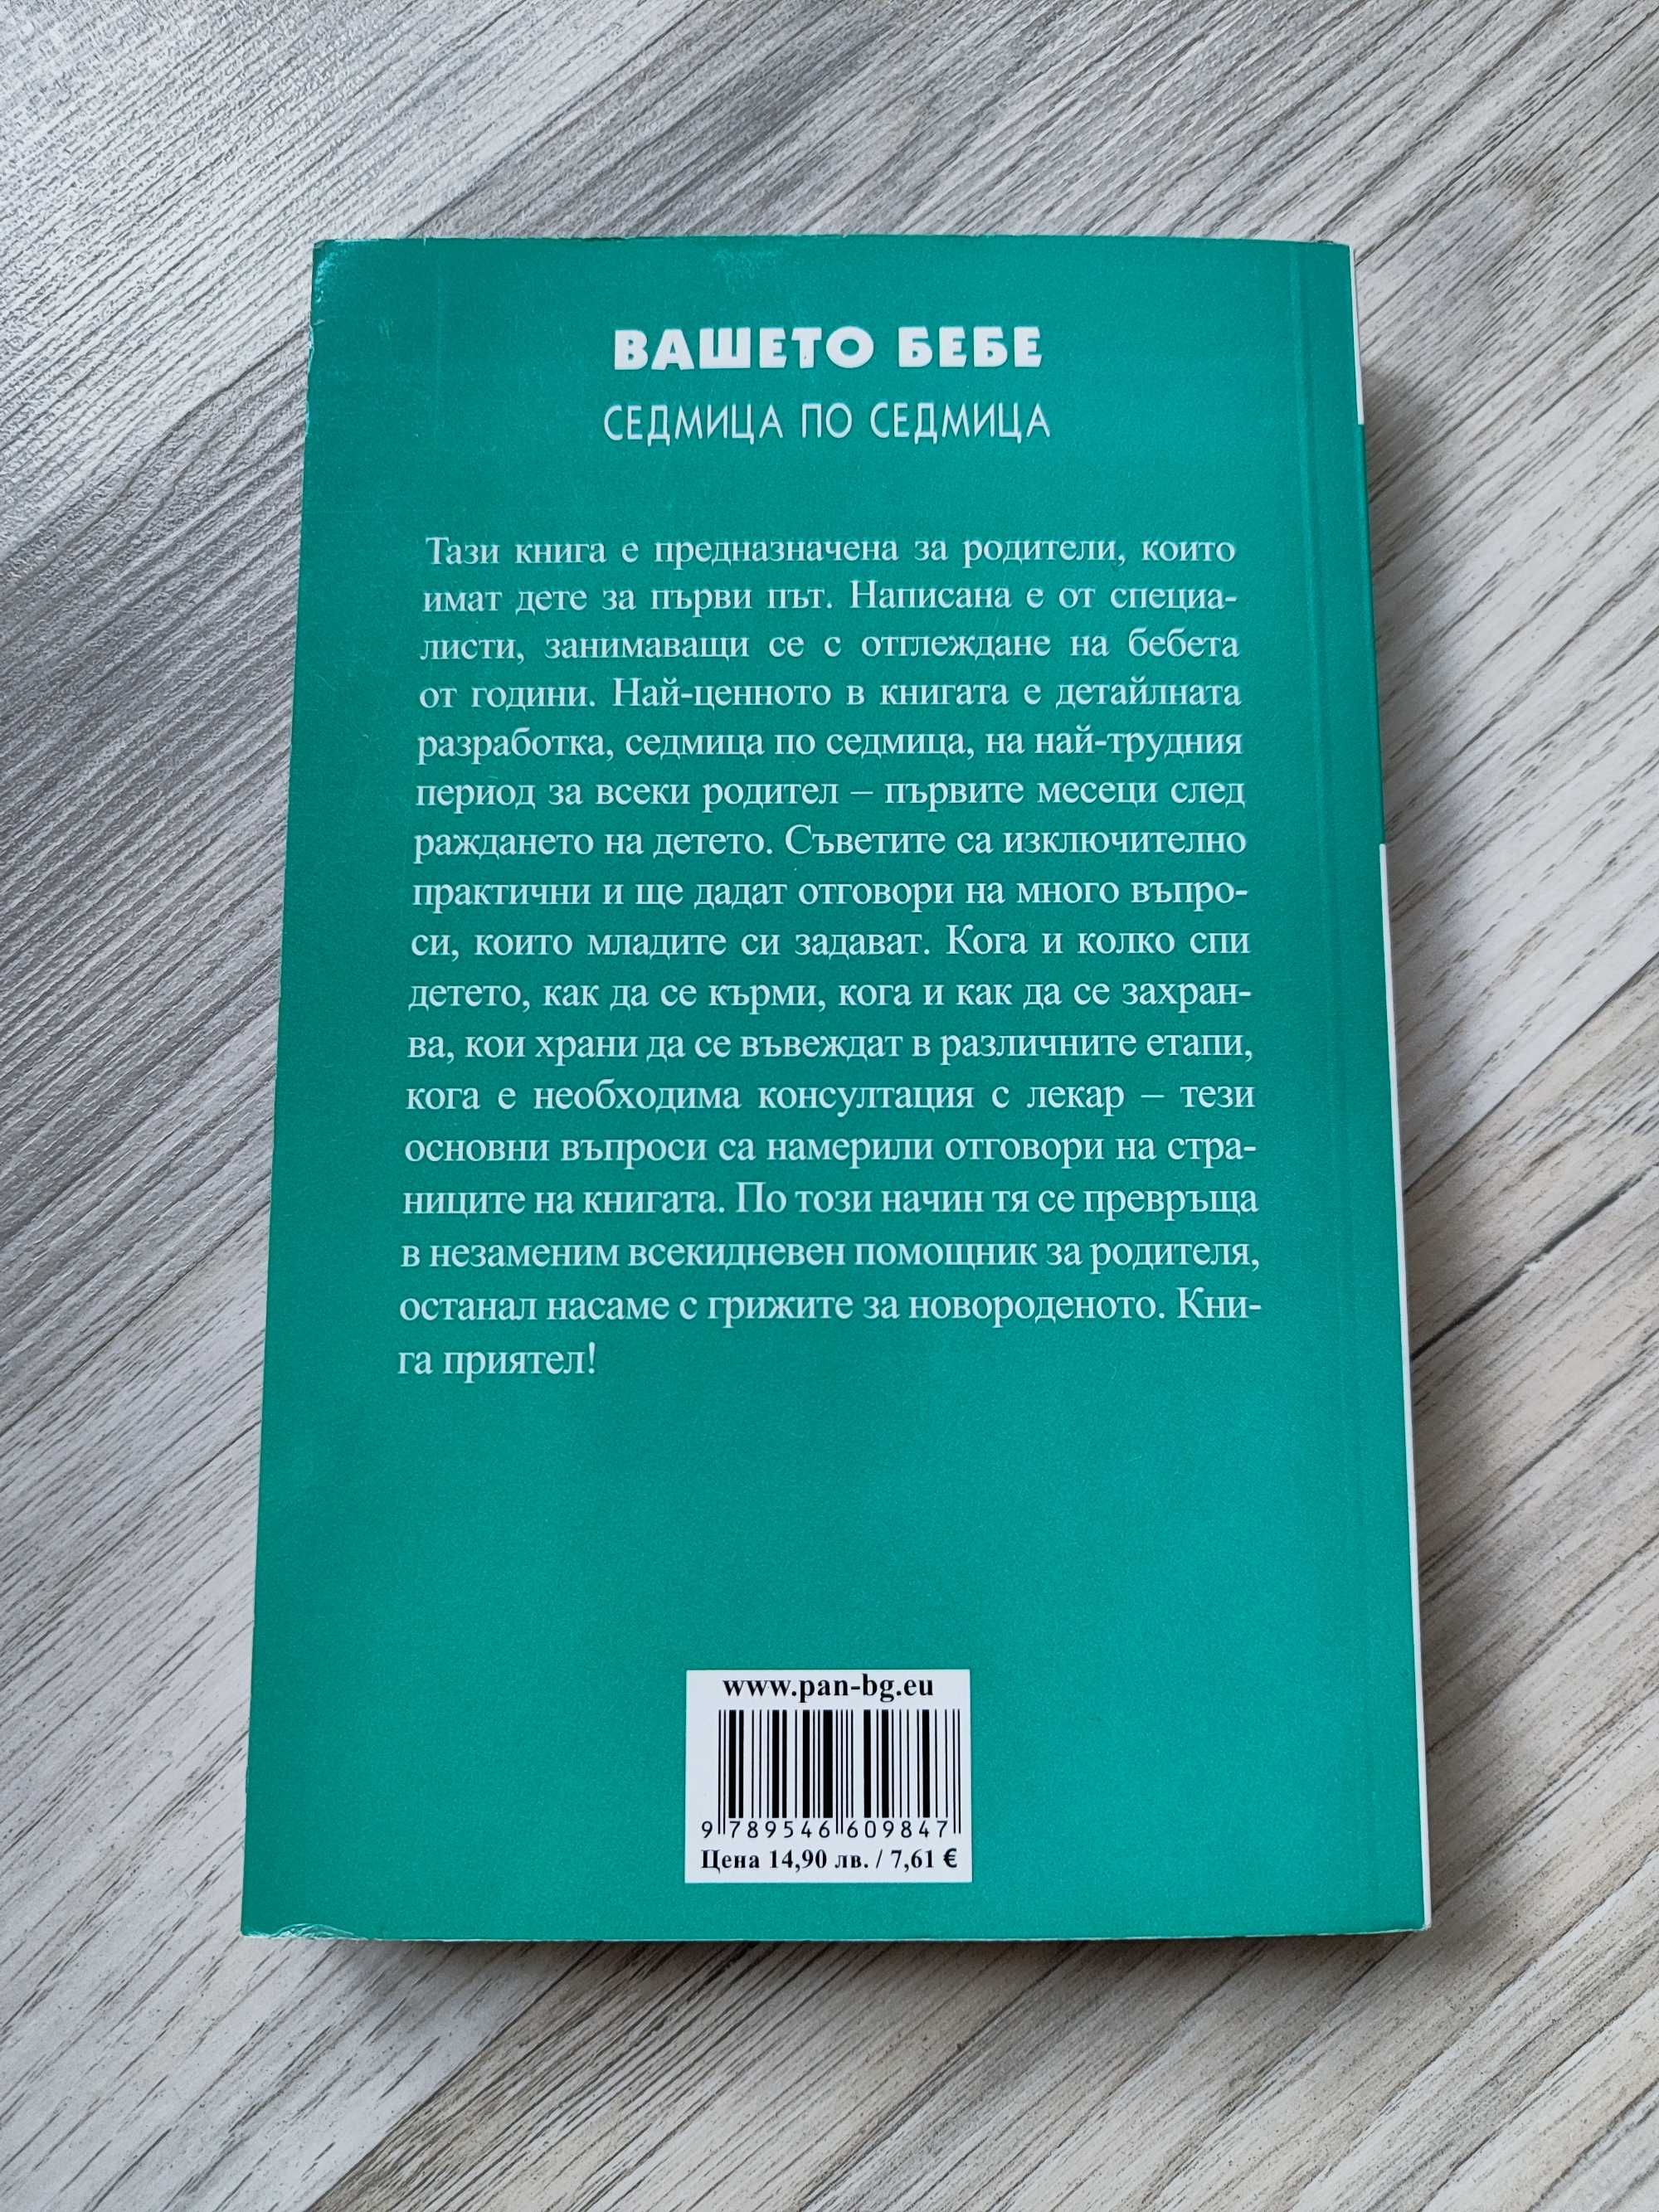 ВАШЕТО БЕБЕ
СЕДМИЦА ПО СЕДМИЦА
Тази книга е предназначена за родители, които
имат дете за първи път. Написана е от специа-
листи, занимаващи се с отглеждане на бебета
от години. Най-ценното в книгата е детайлната
разработка, седмица по седмица, на най-трудния
период за всеки родител – първите месеци след
раждането на детето. Съветите са изключително
практични и ще дадат отговори на много въпро-
си, които младите си задават. Кога и колко спи
детето, как да се кърми, кога и как да се захран-
ва, кои храни да се въвеждат в различните етапи,
кога е необходима консултация с лекар – тези
основни въпроси са намерили отговори на стра-
ниците на книгата. По този начин тя се превръща
в незаменим всекидневен помощник за родителя,
останал насаме с грижите за новороденото. Кни-
га приятел!
www.pan-bg.eu
9 789546 609847
Цена 14,90 лв. / 7,61 €